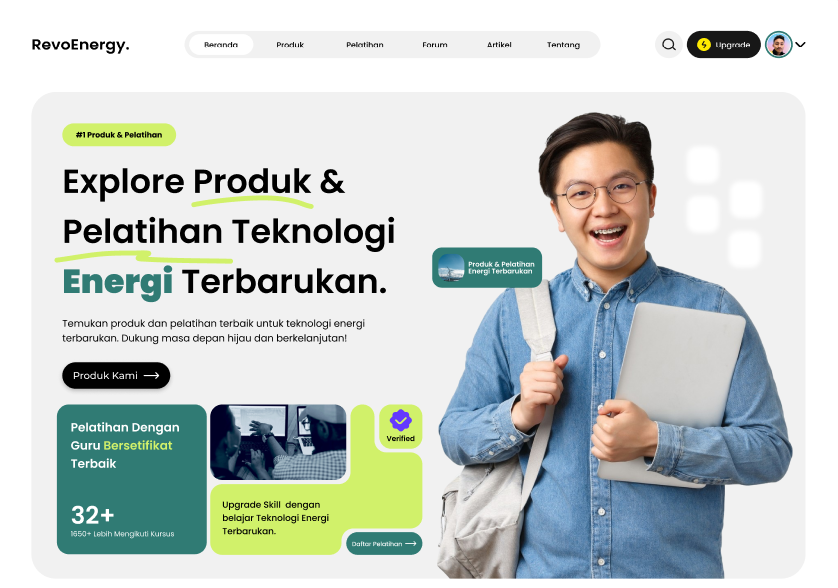 RevoEnergy.
Beranda
Produk
Pelatihan
Forum
Artikel
Tentang
Upgrade
#1 Produk & Pelatihan
Explore Produk &
Pelatihan Teknologi
Energi Terbarukan.
Produk & Pelatihan
Energi Terbarukan
Temukan produk dan pelatihan terbaik untuk teknologi energi
terbarukan. Dukung masa depan hijau dan berkelanjutan!
Produk Kami
Pelatihan Dengan
Guru Bersetifikat
Terbaik
32+
1650+ Lebih Mengikuti Kursus
Verified
Upgrade Skill dengan
belajar Teknologi Energi
Terbarukan.
Daftar Pelatihan